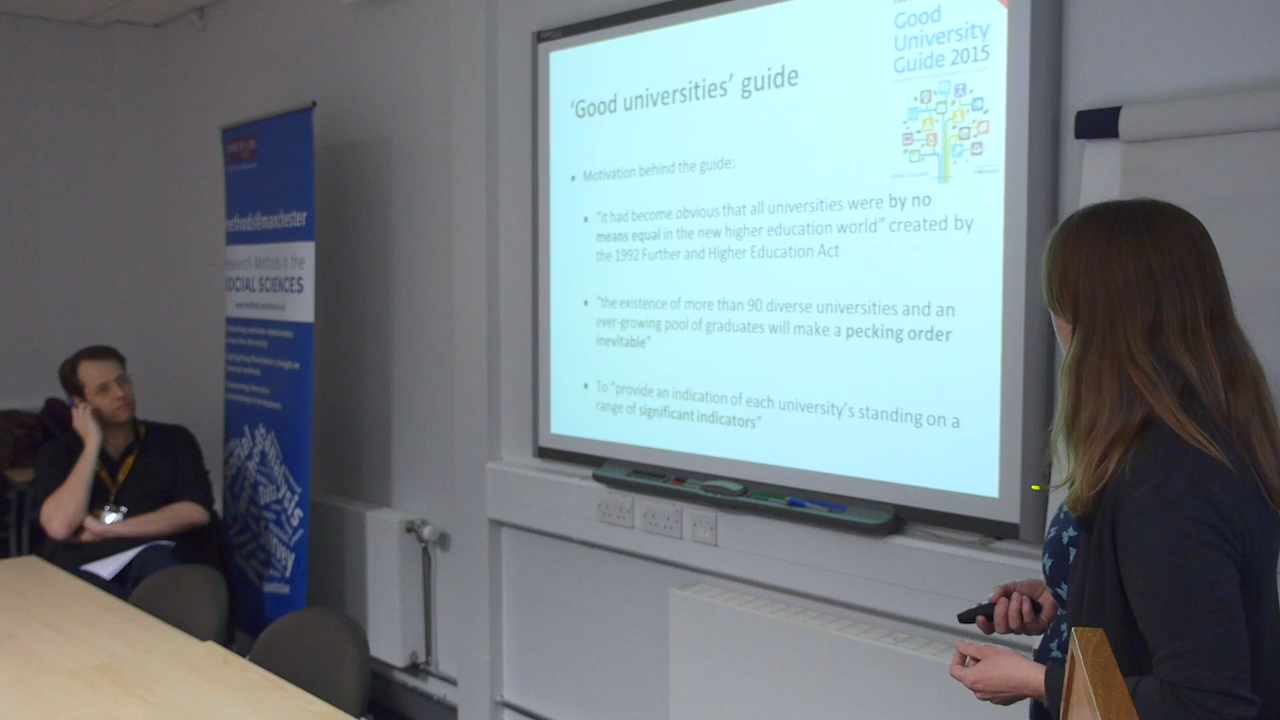 Good
University
Guide 2015
'Good universities' guide
• Motivation behind the guide:
• "it had become obvious that all universities were by no
means equal in the new higher education world" created by
the 1992 Further and Higher Education Act
• "the existence of more than 90 diverse universities and an
ever-growing pool of graduates will make a pecking order
inevitable"
• To "provide an indication of each university's standing on a
range of significant indicators"
methods@manchester
Research Methods in the
SOCIAL SCIENCES
analysis
Data